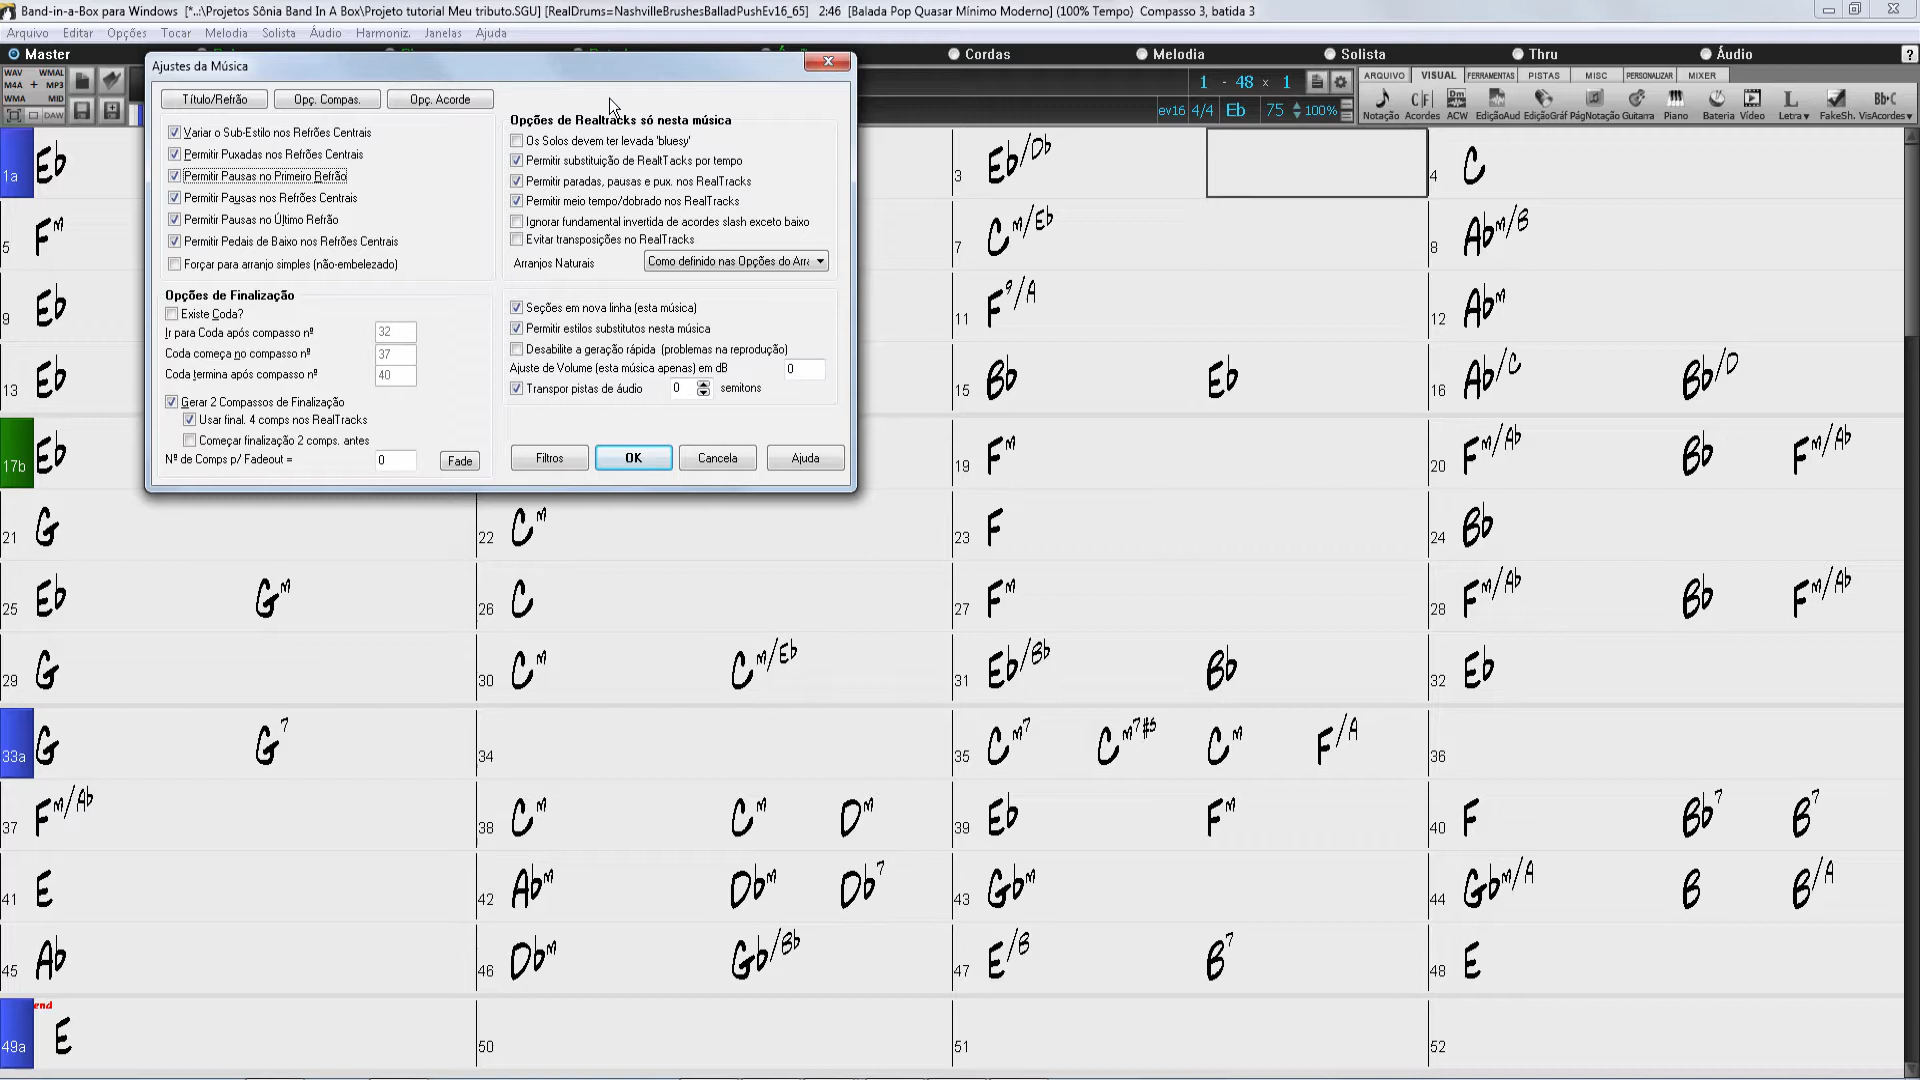 Band-in-a-Box para Windows [*..:\Projetos Sônia Band In A Box\Projeto tutorial Meu tributo.SGU] [RealDrums=NashvilleBrushesBalladPushEv16_65] 2:46 [Balada Pop Quasar Mínimo Moderno] (100% Tempo) Compasso 3, batida 3
Arquivo Editar Opções Tocar Melodia Solista Áudio Harmoniz. Janelas Ajuda
Master Cordas Melodia Solista Thru Áudio ?
WAV WMAL M4A + MP3 WMA MID DAW
1 - 48 x 1
ev16 4/4 Eb 75 100%
ARQUIVO VISUAL FERRAMENTAS PISTAS MISC PERSONALIZAR MIXER
Notação Acordes ACW EdiçãoAud EdiçãoGráf PágNotação Guitarra Piano Bateria Vídeo Letra FakeSh. VisAcordes
Ajustes da Música
Título/Refrão Opç. Compas. Opç. Acorde
Variar o Sub-Estilo nos Refrões Centrais
Permitir Puxadas nos Refrões Centrais
Permitir Pausas no Primeiro Refrão
Permitir Pausas nos Refrões Centrais
Permitir Pausas no Último Refrão
Permitir Pedais de Baixo nos Refrões Centrais
Forçar para arranjo simples (não-embelezado)
Opções de Finalização
Existe Coda?
Ir para Coda após compasso nº 32
Coda começa no compasso nº 37
Coda termina após compasso nº 40
Gerar 2 Compassos de Finalização
Usar final. 4 comps nos RealTracks
Começar finalização 2 comps. antes
Nº de Comps p/ Fadeout = 0 Fade
Opções de Realtracks só nesta música
Os Solos devem ter levada 'bluesy'
Permitir substituição de RealtTacks por tempo
Permitir paradas, pausas e pux. nos RealTracks
Permitir meio tempo/dobrado nos RealTracks
Ignorar fundamental invertida de acordes slash exceto baixo
Evitar transposições no RealTracks
Arranjos Naturais Como definido nas Opções do Arra
Seções em nova linha (esta música)
Permitir estilos substitutos nesta música
Desabilite a geração rápida (problemas na reprodução)
Ajuste de Volume (esta música apenas) em dB 0
Transpor pistas de áudio 0 semitons
Filtros OK Cancela Ajuda
1a Eb 3 Eb/Db 4 C
5 Fm 7 Cm/Eb 8 Abm/B
9 Eb 11 F9/A 12 Abm
13 Eb 15 Bb Eb 16 Ab/C Bb/D
17b Eb 19 Fm 20 Fm/Ab Bb Fm/Ab
21 G 22 Cm 23 F 24 Bb
25 Eb Gm 26 C 27 Fm 28 Fm/Ab Bb Fm/Ab
29 G 30 Cm Cm/Eb 31 Eb/Bb Bb 32 Eb
33a G G7 34 35 Cm7 Cm7#5 Cm F/A 36
37 Fm/Ab 38 Cm Cm Dm 39 Eb Fm 40 F Bb7 B7
41 E 42 Abm Dbm Db7 43 Gbm 44 Gbm/A B B/A
45 Ab 46 Dbm Gb/Bb 47 E/B B7 48 E
end
49a E 50 51 52